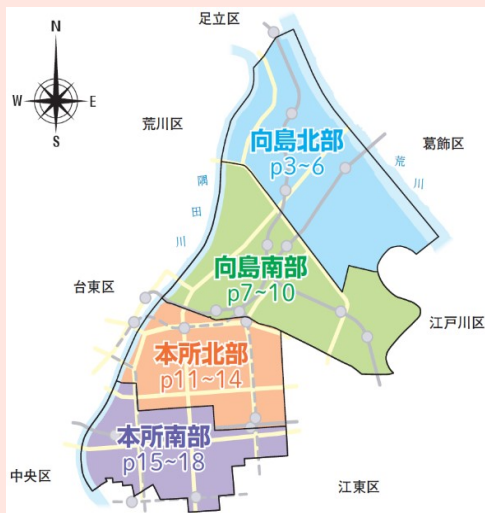 足立区
N
W
E
S
荒川区
向島北部
p3~6
葛飾区
荒川
隅田川
向島南部
p7~10
台東区
江戸川区
本所北部
p11~14
本所南部
p15~18
中央区
江東区